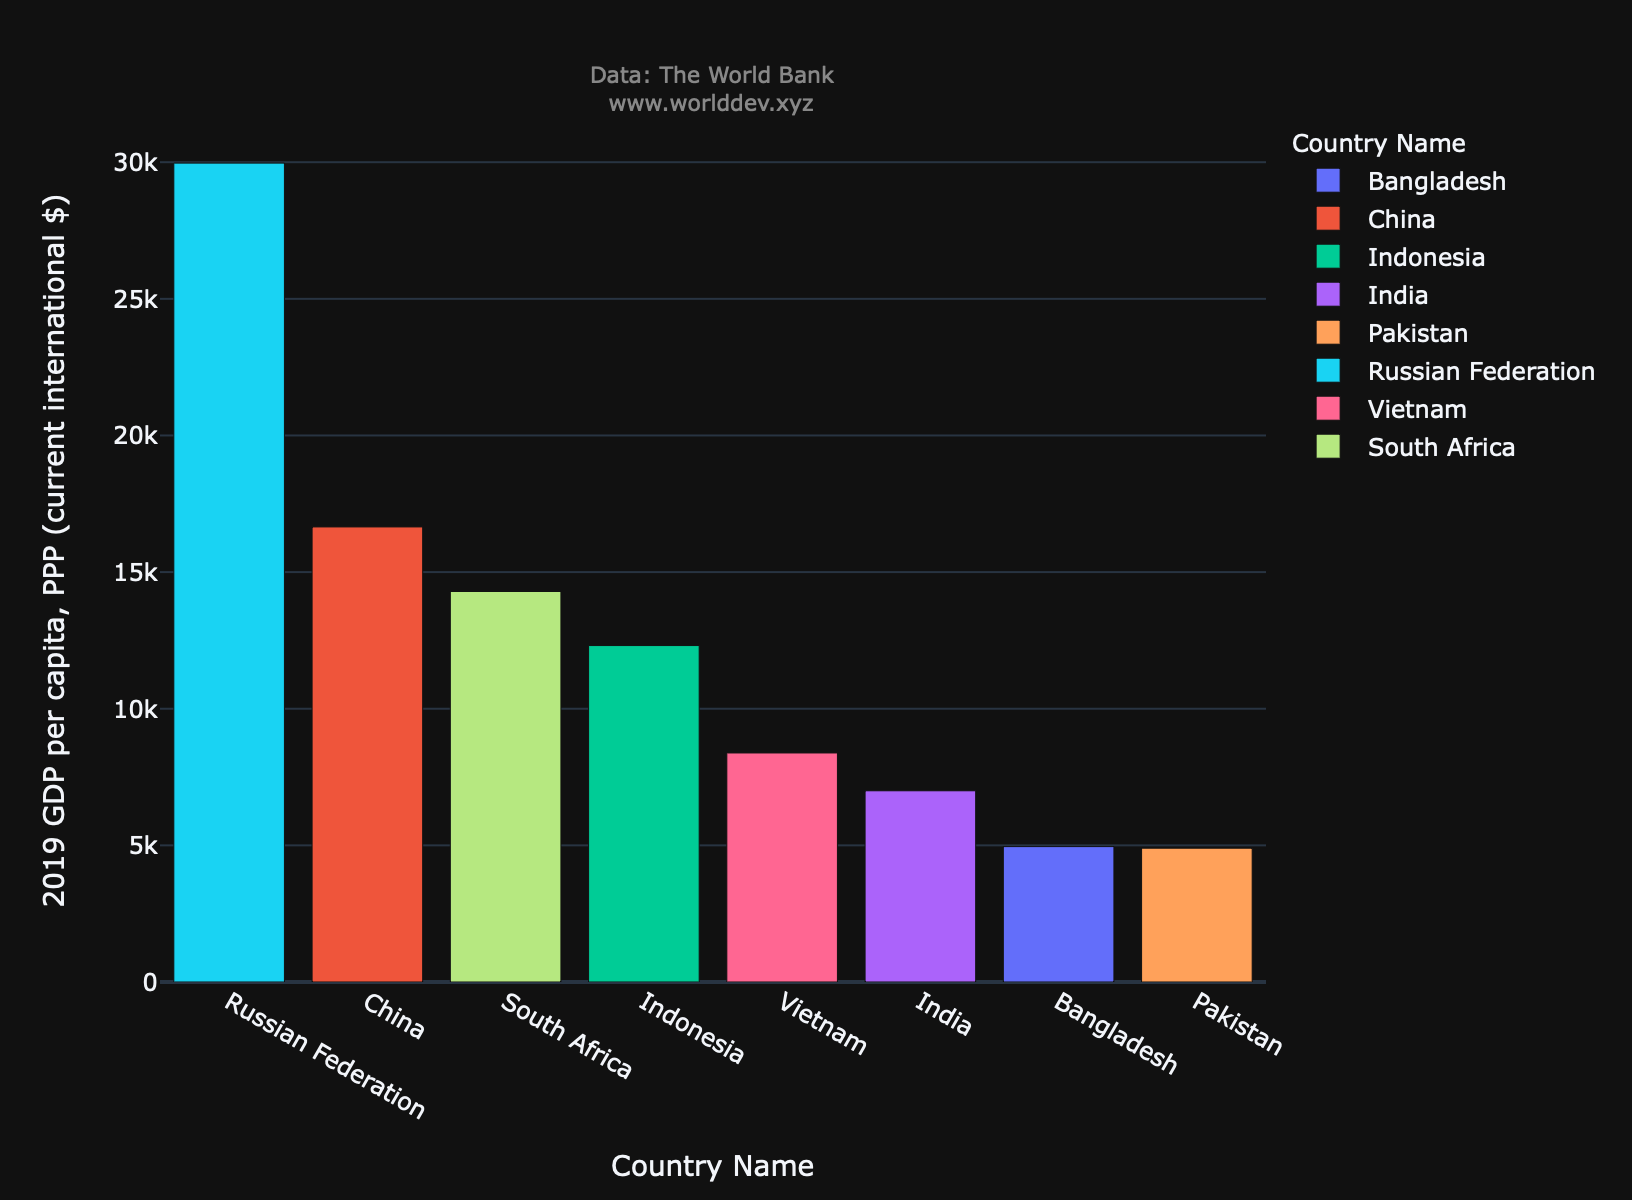 Data: The World Bank
www.worlddev.xyz
Country Name
Bangladesh
China
Indonesia
India
Pakistan
Russian Federation
Vietnam
South Africa
2019 GDP per capita, PPP (current international $)
30k
25k
20k
15k
10k
5k
0
Russian Federation
China
South Africa
Indonesia
Vietnam
India
Bangladesh
Pakistan
Country Name